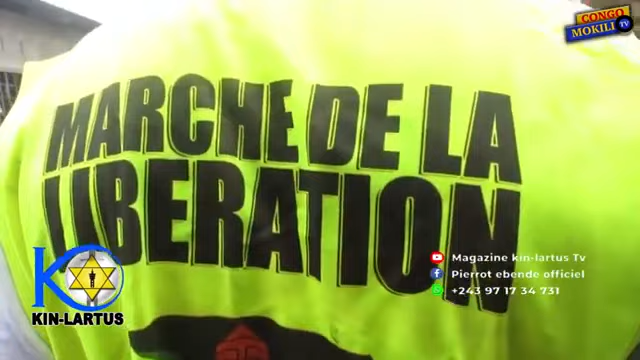 CONGO
MOKILI TV
MARCHE DE LA
LIBERATION
Magazine kin-lartus Tv
Pierrot ebende officiel
+243 97 17 34 731
K
KIN-LARTUS